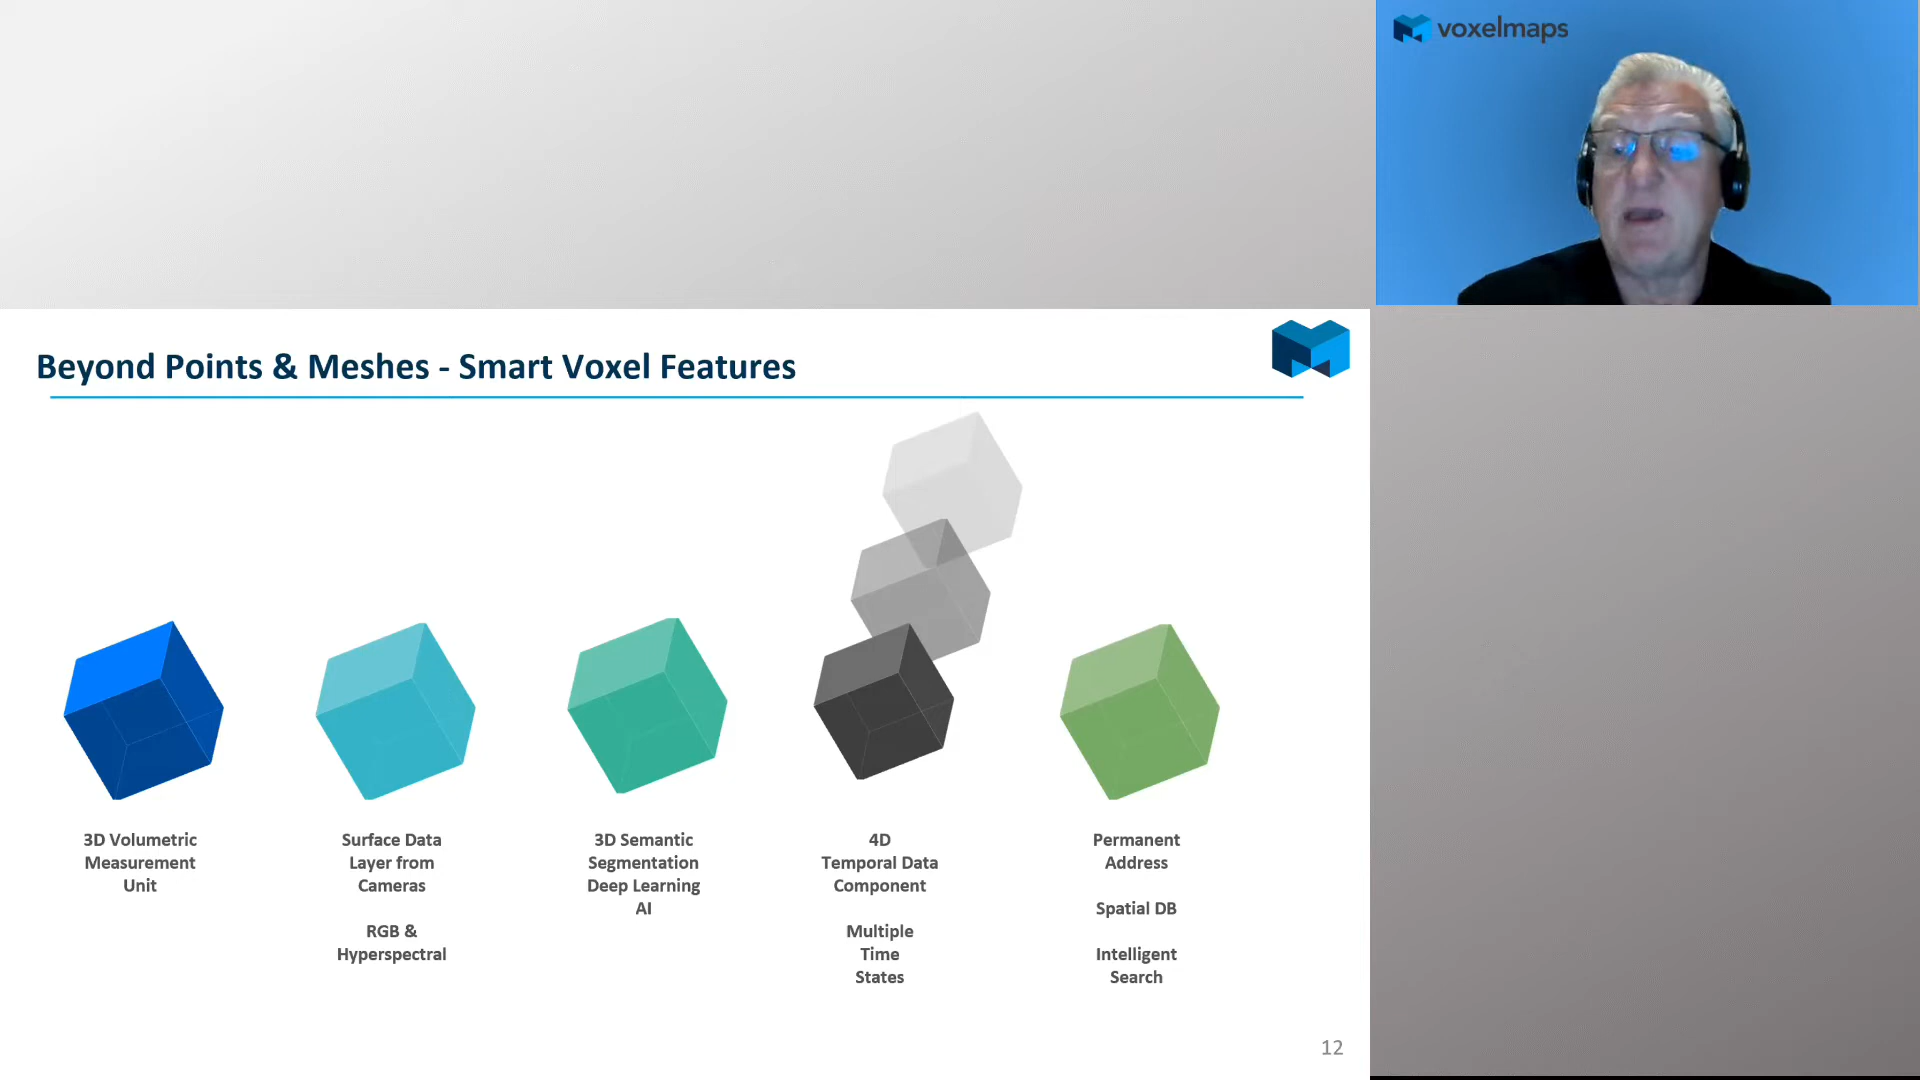 voxelmaps
Beyond Points & Meshes - Smart Voxel Features
3D Volumetric
Measurement
Unit
Surface Data
Layer from
Cameras
RGB &
Hyperspectral
3D Semantic
Segmentation
Deep Learning
AI
4D
Temporal Data
Component
Multiple
Time
States
Permanent
Address
Spatial DB
Intelligent
Search
12